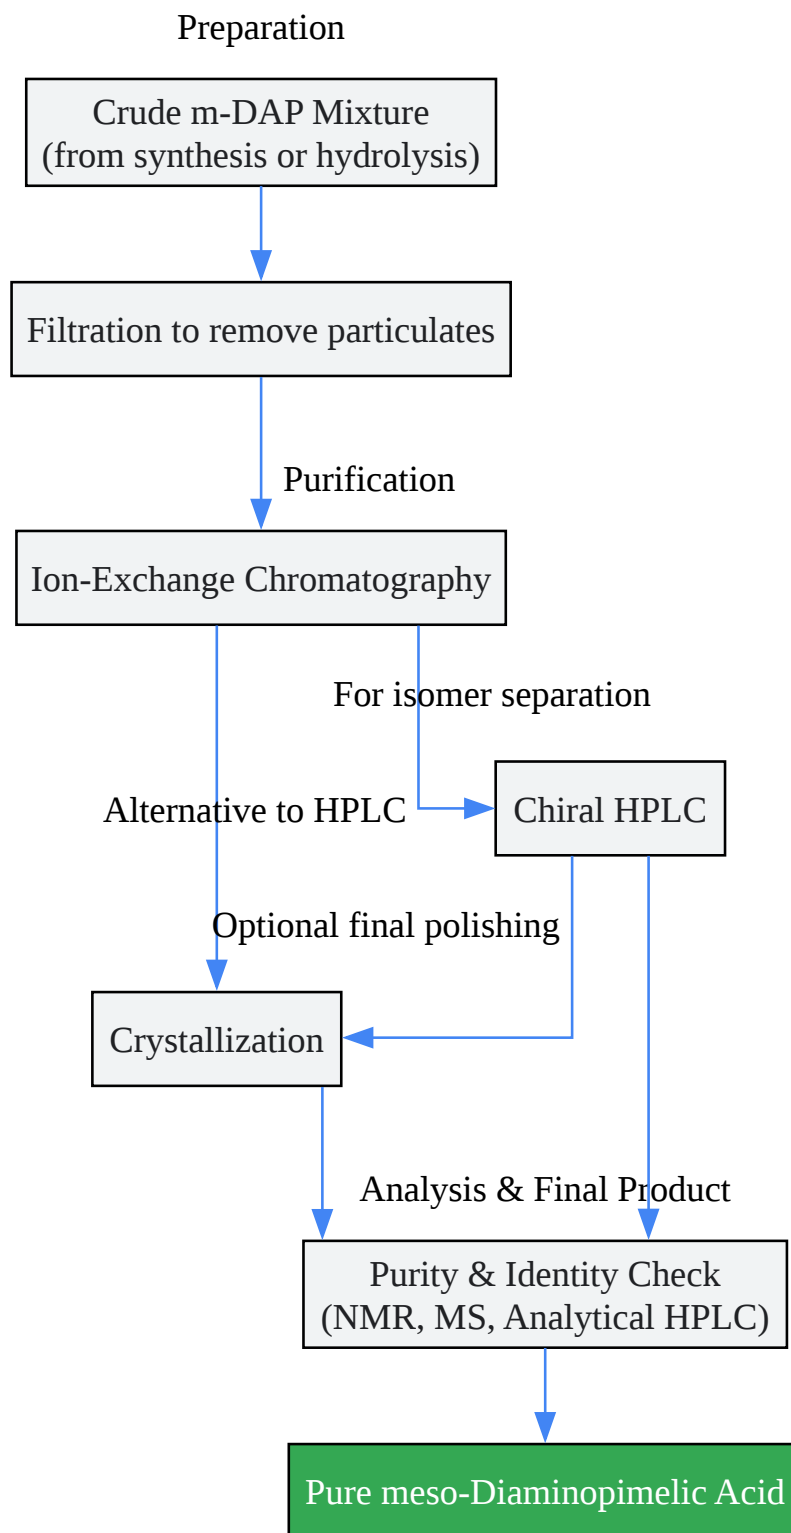 Preparation
Crude m-DAP Mixture
(from synthesis or hydrolysis)
Filtration to remove particulates
Purification
Ion-Exchange Chromatography
For isomer separation
Alternative to HPLC
Chiral HPLC
Optional final polishing
Crystallization
Analysis & Final Product
Purity & Identity Check
(NMR, MS, Analytical HPLC)
Pure meso-Diaminopimelic Acid